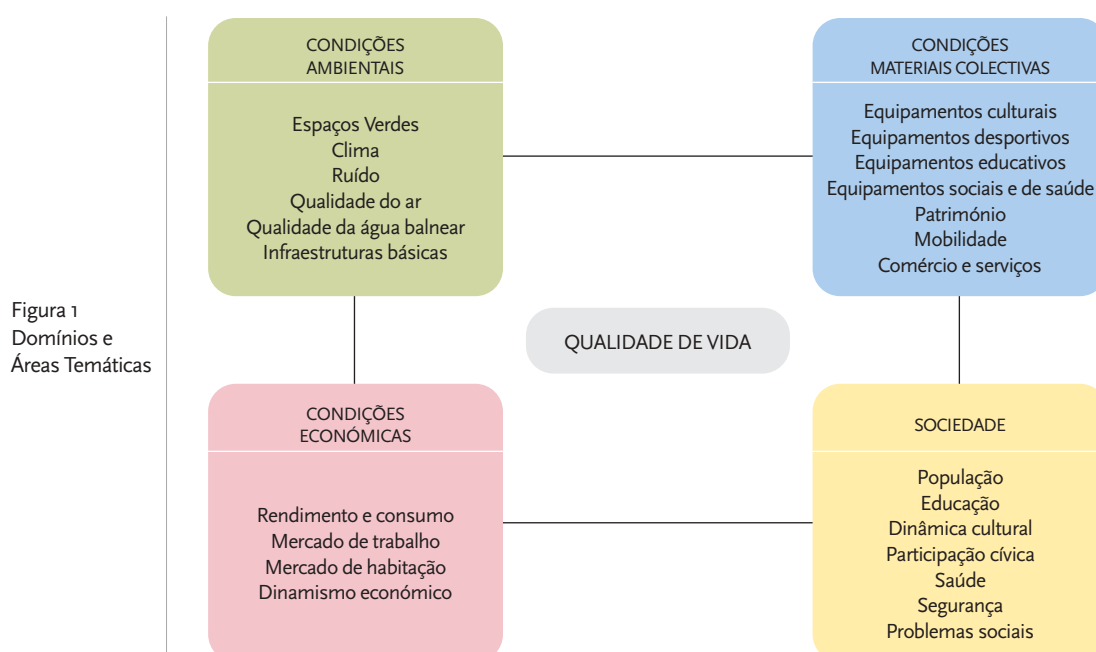 Figura 1
Domínios e
Áreas Temáticas
CONDIÇÕES
AMBIENTAIS
Espaços Verdes
Clima
Ruído
Qualidade do ar
Qualidade da água balnear
Infraestruturas básicas
CONDIÇÕES
MATERIAIS COLECTIVAS
Equipamentos culturais
Equipamentos desportivos
Equipamentos educativos
Equipamentos sociais e de saúde
Património
Mobilidade
Comércio e serviços
QUALIDADE DE VIDA
CONDIÇÕES
ECONÓMICAS
Rendimento e consumo
Mercado de trabalho
Mercado de habitação
Dinamismo económico
SOCIEDADE
População
Educação
Dinâmica cultural
Participação cívica
Saúde
Segurança
Problemas sociais